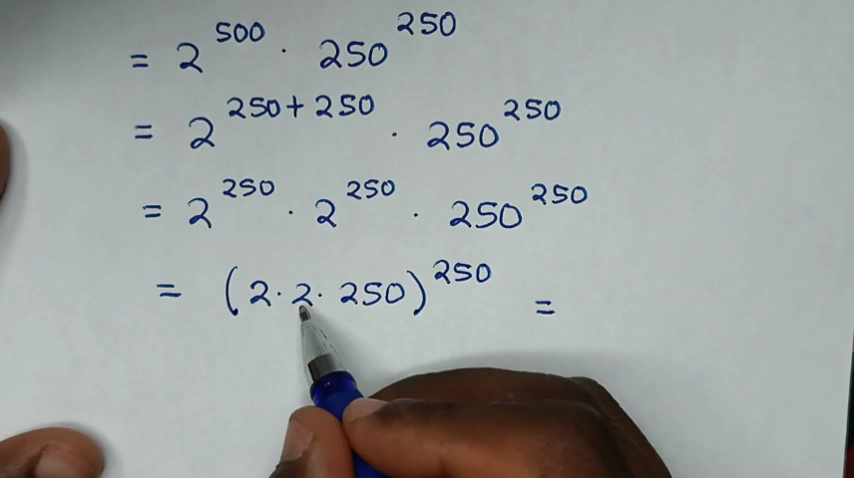 = 2^500 · 250^250
= 2^250+250 · 250^250
= 2^250 · 2^250 · 250^250
= (2·2·250)^250 =